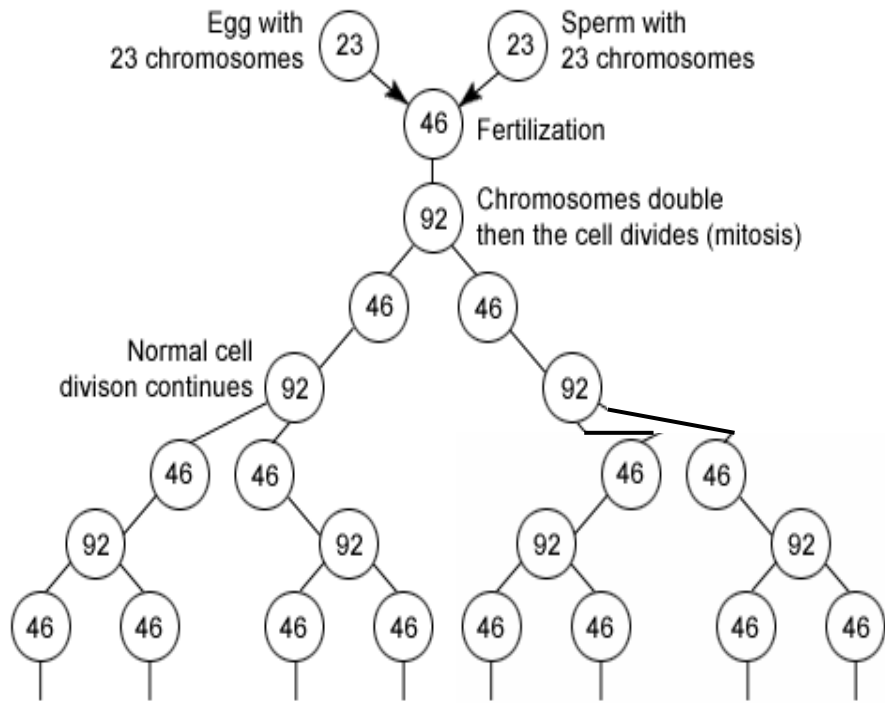 Egg with
23 chromosomes
23
23
Sperm with
23 chromosomes
46
Fertilization
92
Chromosomes double
then the cell divides (mitosis)
46
46
Normal cell
divison continues
92
92
46
46
46
46
92
92
92
92
46
46
46
46
46
46
46
46